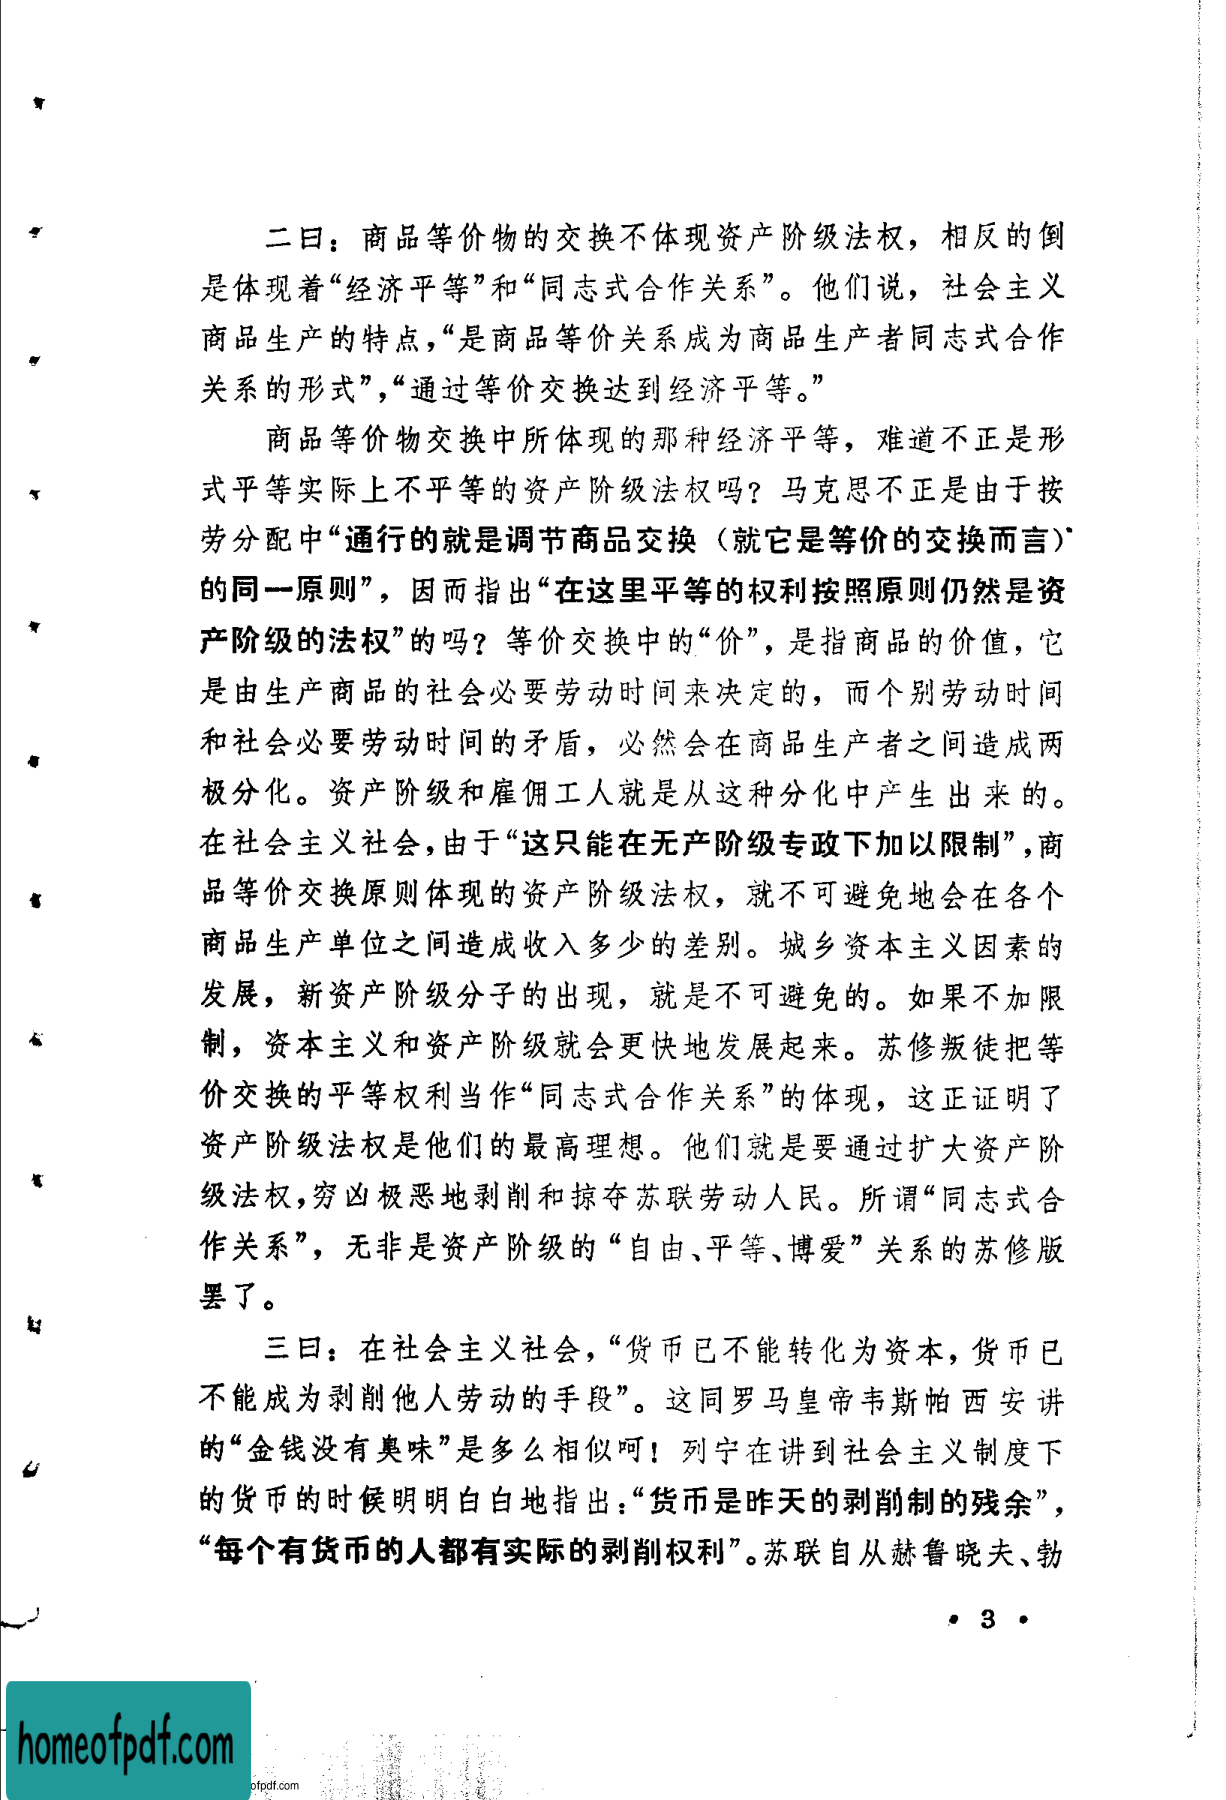 二曰：商品等价物的交换不体现资产阶级法权，相反的倒
是体现着“经济平等”和“同志式合作关系”。他们说，社会主义
商品生产的特点，“是商品等价关系成为商品生产者同志式合作
关系的形式”，“通过等价交换达到经济平等。”
商品等价物交换中所体现的那种经济平等，难道不正是形
式平等实际上不平等的资产阶级法权吗？马克思不正是由于按
劳分配中“通行的就是调节商品交换（就它是等价的交换而言）
的同一原则”，因而指出“在这里平等的权利按照原则仍然是资
产阶级的法权”的吗？等价交换中的“价”，是指商品的价值，它
是由生产商品的社会必要劳动时间来决定的，而个别劳动时间
和社会必要劳动时间的矛盾，必然会在商品生产者之间造成两
极分化。资产阶级和雇佣工人就是从这种分化中产生出来的。
在社会主义社会，由于“这只能在无产阶级专政下加以限制”，商
品等价交换原则体现的资产阶级法权，就不可避免地会在各个
商品生产单位之间造成收入多少的差别。城乡资本主义因素的
发展，新资产阶级分子的出现，就是不可避免的。如果不加限
制，资本主义和资产阶级就会更快地发展起来。苏修叛徒把等
价交换的平等权利当作“同志式合作关系”的体现，这正证明了
资产阶级法权是他们的最高理想。他们就是要通过扩大资产阶
级法权，穷凶极恶地剥削和掠夺苏联劳动人民。所谓“同志式合
作关系”，无非是资产阶级的“自由、平等、博爱”关系的苏修版
罢了。
三曰：在社会主义社会，“货币已不能转化为资本，货币已
不能成为剥削他人劳动的手段”。这同罗马皇帝韦斯帕西安讲
的“金钱没有臭味”是多么相似呵！列宁在讲到社会主义制度下
的货币的时候明明白白地指出：“货币是昨天的剥削制的残余”，
“每个有货币的人都有实际的剥削权利”。苏联自从赫鲁晓夫、勃
• 3 •
homeofpdf.com
ofpdf.com